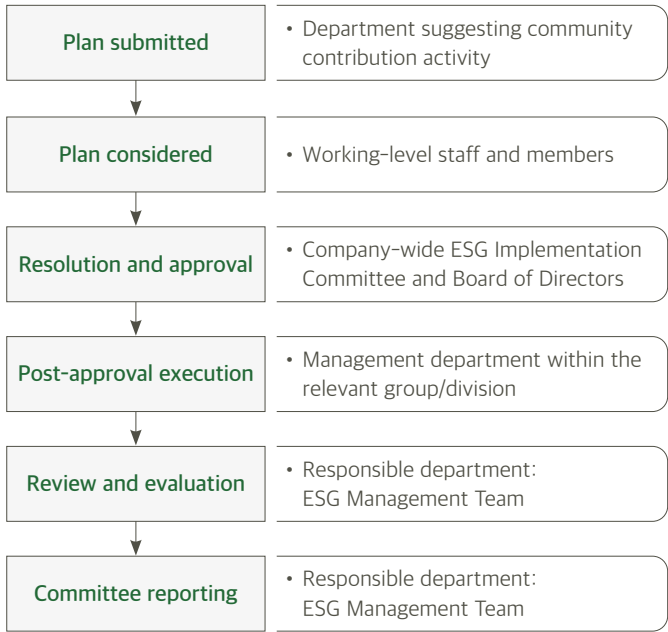 Plan submitted
• Department suggesting community
contribution activity
Plan considered
• Working-level staff and members
Resolution and approval
• Company-wide ESG Implementation
Committee and Board of Directors
Post-approval execution
• Management department within the
relevant group/division
Review and evaluation
• Responsible department:
ESG Management Team
Committee reporting
• Responsible department:
ESG Management Team